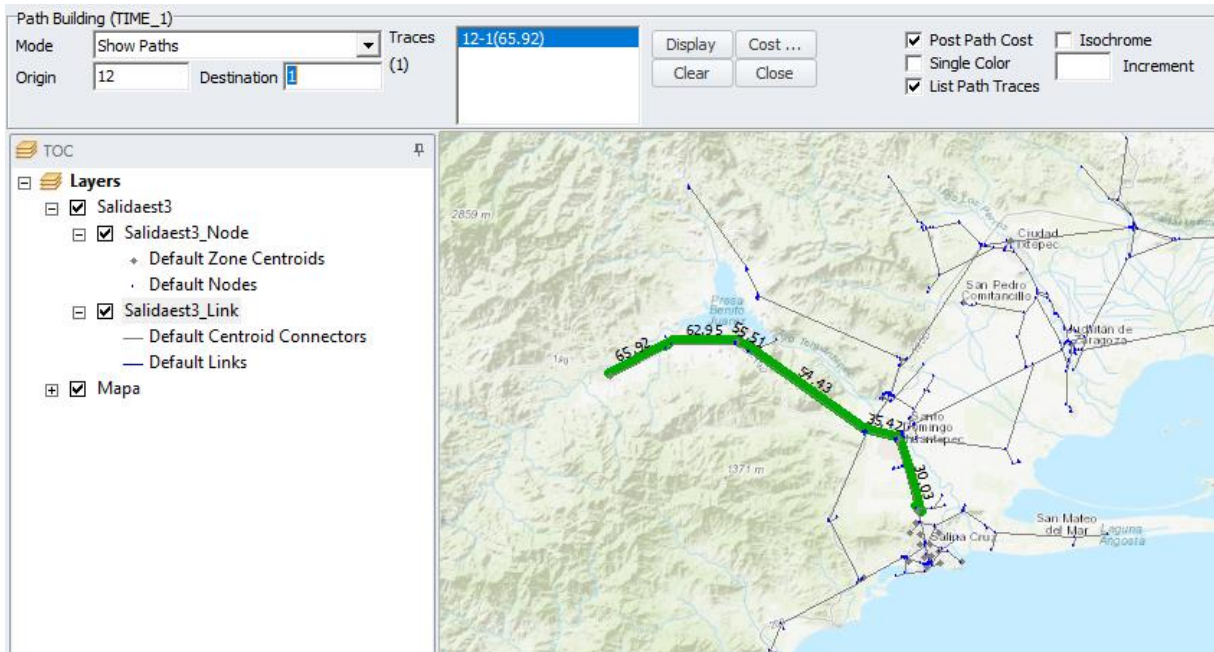 Path Building (TIME_1)
Mode
Show Paths
Traces
(1)
12-1(65.92)
Display
Cost ...
Clear
Close
Post Path Cost
Isochrome
Single Color
Increment
List Path Traces
Origin
12
Destination
1
TOC
Layers
Salidaest3
Salidaest3_Node
Default Zone Centroids
Default Nodes
Salidaest3_Link
Default Centroid Connectors
Default Links
Mapa
2859 m
Ciudad
Ixtepec
San Pedro
Comitancillo
Presa
Benito
Juarez
62.95
55.51
65.92
190
54.43
35.42
Santo
Domingo
1371 m
30.03
San Mateo
del Mar
Laguna
Angosta
Salina Cruz